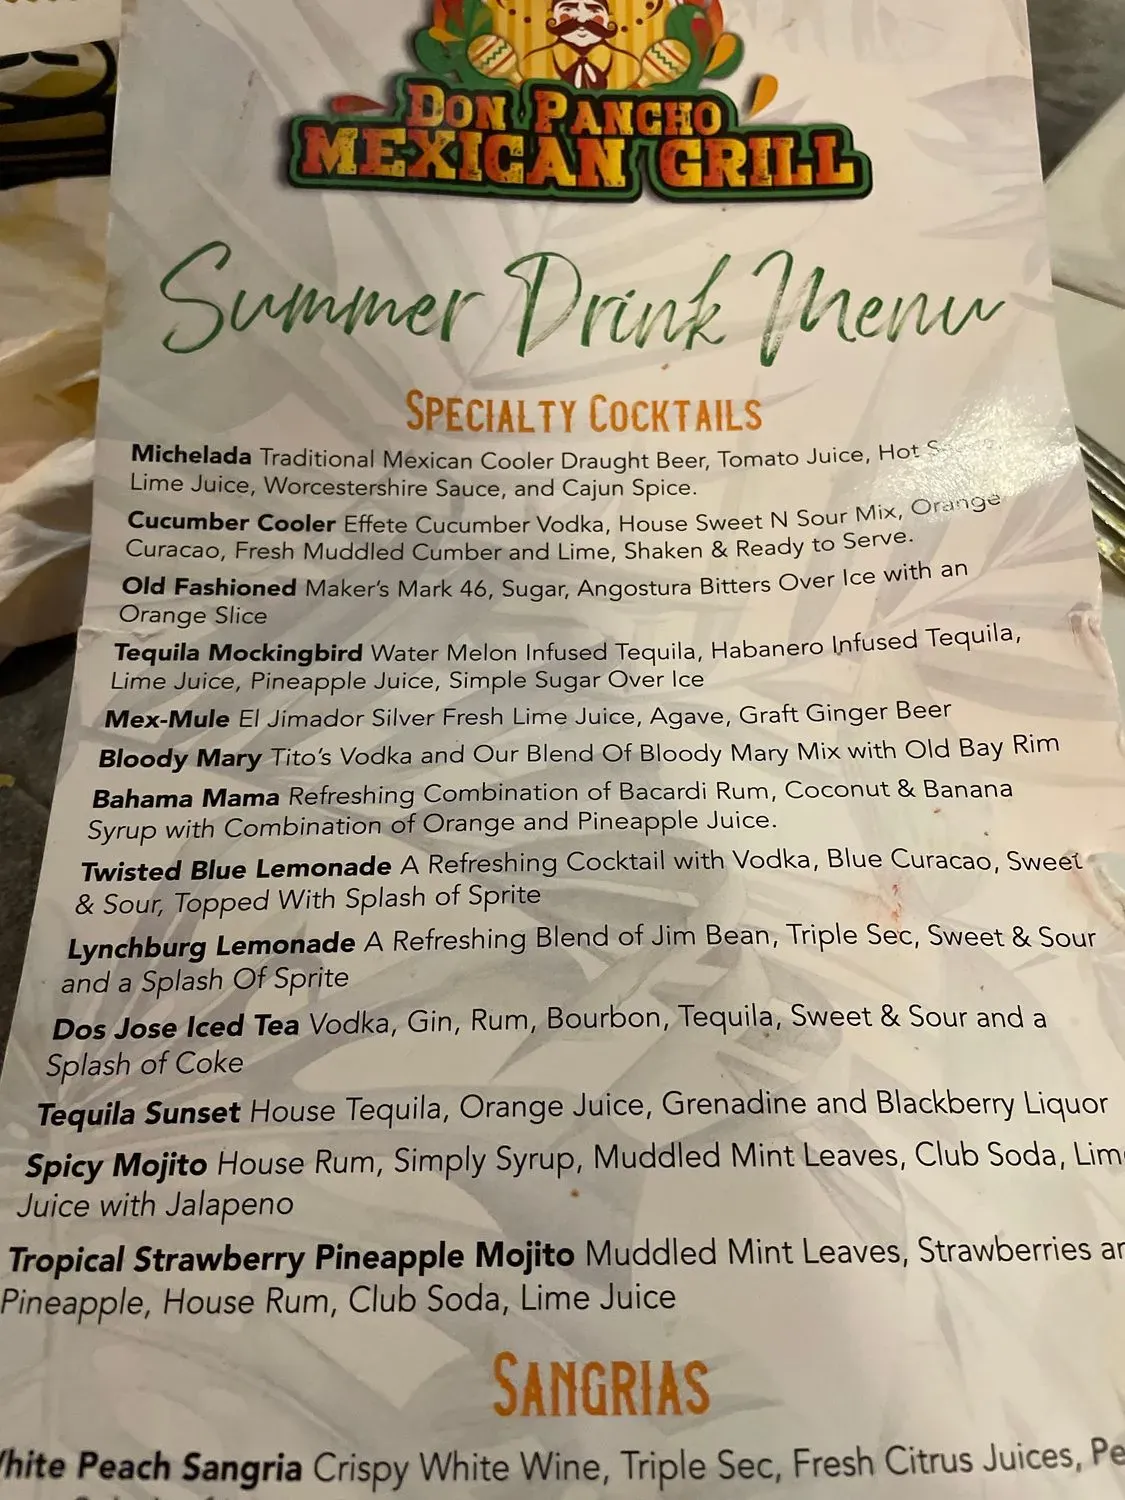 DON PANCHO
MEXICAN GRILL
Summer Drink Menu
SPECIALTY COCKTAILS
Michelada Traditional Mexican Cooler Draught Beer, Tomato Juice, Hot
Lime Juice, Worcestershire Sauce, and Cajun Spice.
Cucumber Cooler Effete Cucumber Vodka, House Sweet N Sour Mix, Orange
Curacao, Fresh Muddled Cumber and Lime, Shaken & Ready to Serve.
Old Fashioned Maker's Mark 46, Sugar, Angostura Bitters Over Ice with an
Orange Slice
Tequila Mockingbird Water Melon Infused Tequila, Habanero Infused Tequila,
Lime Juice, Pineapple Juice, Simple Sugar Over Ice
Mex-Mule El Jimador Silver Fresh Lime Juice, Agave, Graft Ginger Beer
Bloody Mary Tito's Vodka and Our Blend Of Bloody Mary Mix with Old Bay Rim
Bahama Mama Refreshing Combination of Bacardi Rum, Coconut & Banana
Syrup with Combination of Orange and Pineapple Juice.
Twisted Blue Lemonade A Refreshing Cocktail with Vodka, Blue Curacao, Sweet
& Sour, Topped With Splash of Sprite
Lynchburg Lemonade A Refreshing Blend of Jim Bean, Triple Sec, Sweet & Sour
and a Splash Of Sprite
Dos Jose Iced Tea Vodka, Gin, Rum, Bourbon, Tequila, Sweet & Sour and a
Splash of Coke
Tequila Sunset House Tequila, Orange Juice, Grenadine and Blackberry Liquor
Spicy Mojito House Rum, Simply Syrup, Muddled Mint Leaves, Club Soda, Lim
Juice with Jalapeno
Tropical Strawberry Pineapple Mojito Muddled Mint Leaves, Strawberries ar
Pineapple, House Rum, Club Soda, Lime Juice
SANGRIAS
hite Peach Sangria Crispy White Wine, Triple Sec, Fresh Citrus Juices, Pe